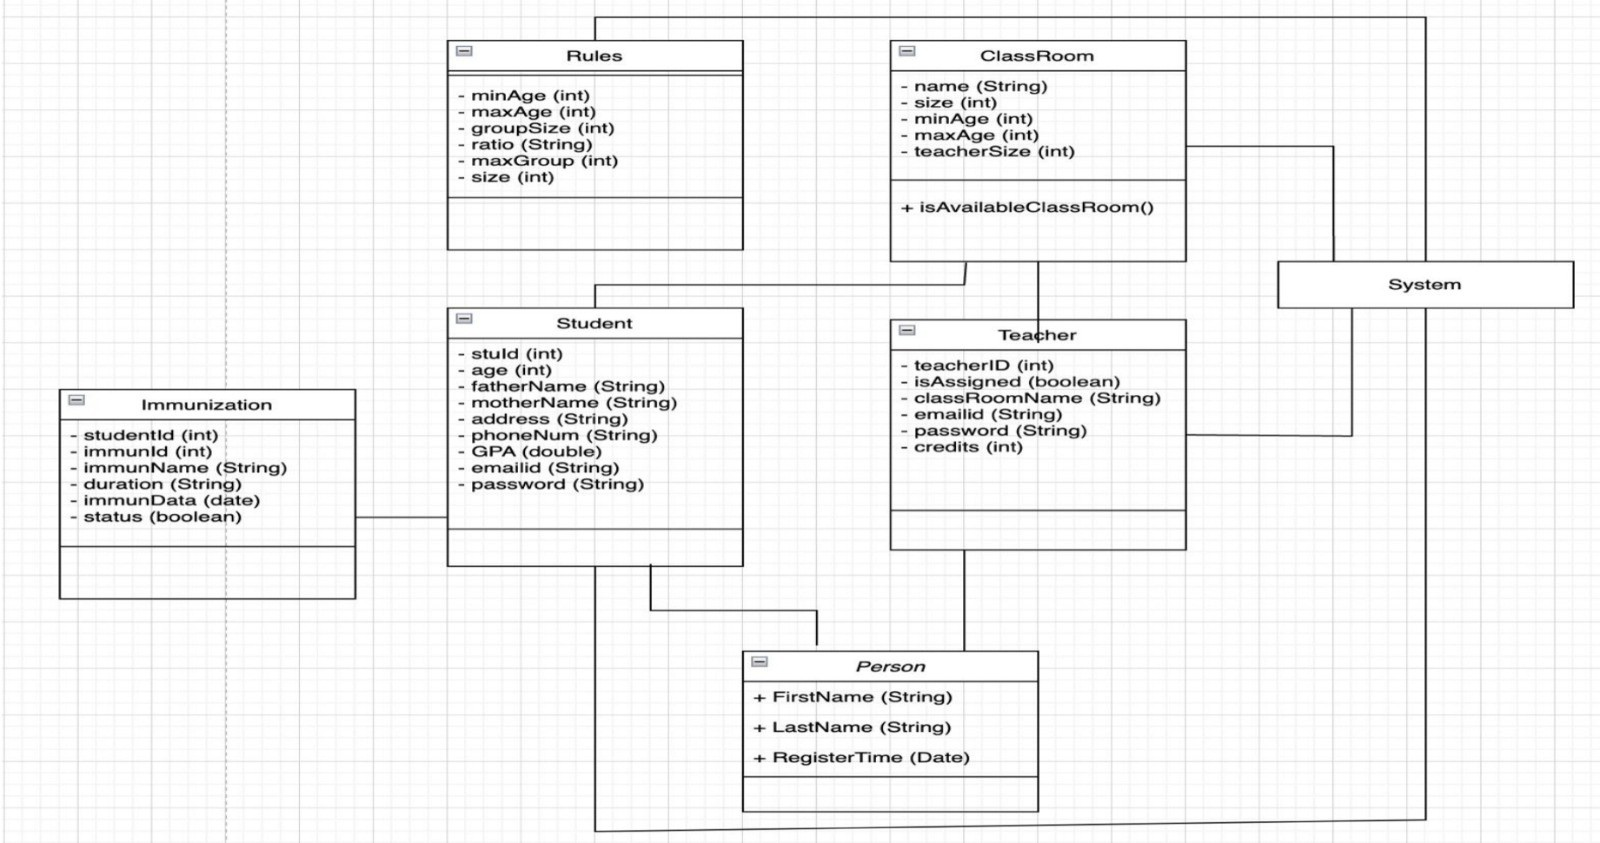 Rules
- minAge (int)
- maxAge (int)
- groupSize (int)
- ratio (String)
- maxGroup (int)
- size (int)
ClassRoom
- name (String)
- size (int)
- minAge (int)
- maxAge (int)
- teacherSize (int)
+ isAvailableClassRoom()
System
Student
- stuId (int)
- age (int)
- fatherName (String)
- motherName (String)
- address (String)
- phoneNum (String)
- GPA (double)
- emailid (String)
- password (String)
Teacher
- teacherID (int)
- isAssigned (boolean)
- classRoomName (String)
- emailid (String)
- password (String)
- credits (int)
Immunization
- studentId (int)
- immunId (int)
- immunName (String)
- duration (String)
- immunData (date)
- status (boolean)
Person
+ FirstName (String)
+ LastName (String)
+ RegisterTime (Date)